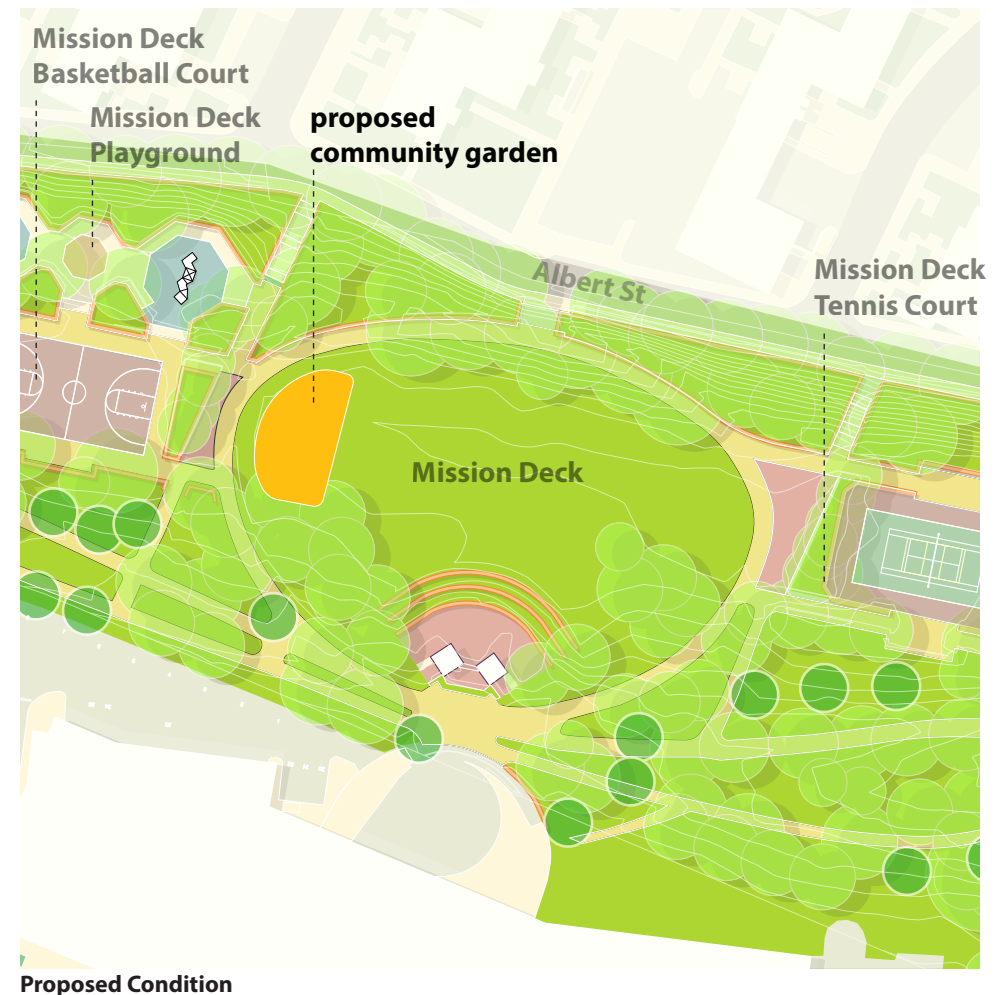 Mission Deck
Basketball Court
Mission Deck
Playground
proposed
community garden
Albert St
Mission Deck
Tennis Court
Mission Deck
Proposed Condition